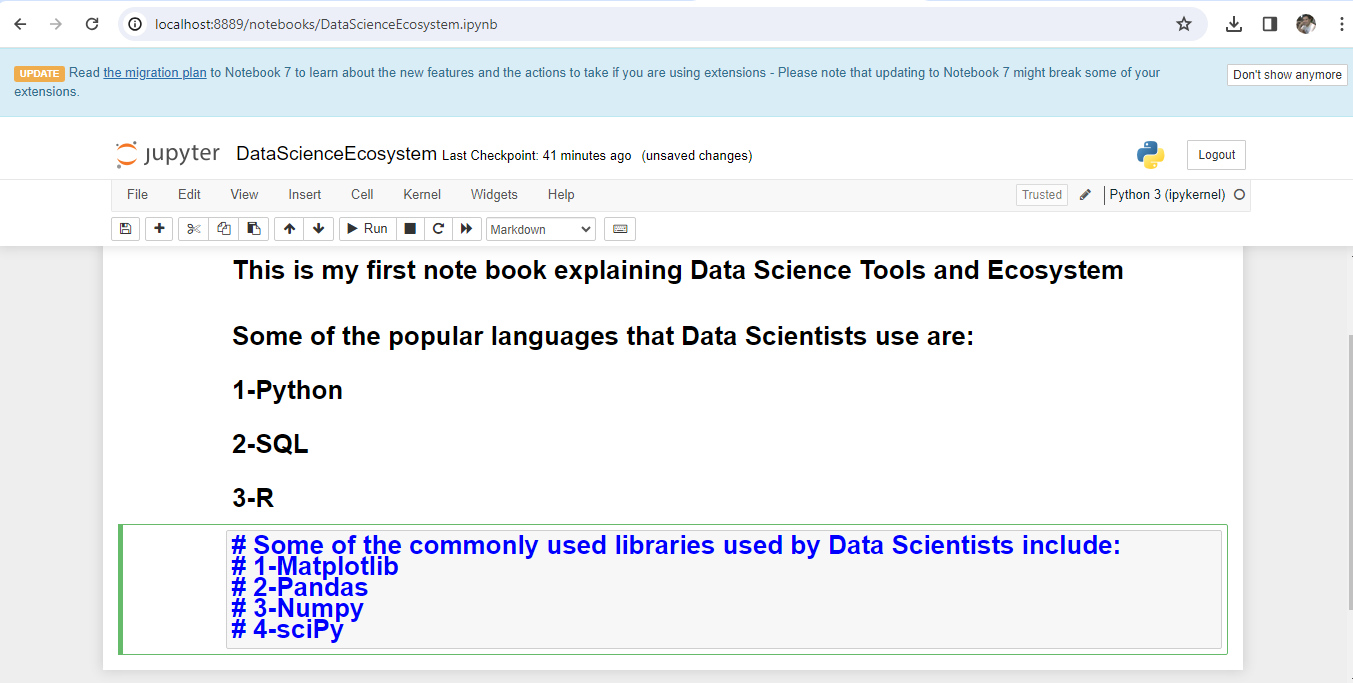 localhost:8889/notebooks/DataScienceEcosystem.ipynb
UPDATE Read the migration plan to Notebook 7 to learn about the new features and the actions to take if you are using extensions - Please note that updating to Notebook 7 might break some of your
extensions.
Don't show anymore
jupyter DataScienceEcosystem Last Checkpoint: 41 minutes ago (unsaved changes)
Logout
File Edit View Insert Cell Kernel Widgets Help
Trusted Python 3 (ipykernel)
Run Markdown
This is my first note book explaining Data Science Tools and Ecosystem
Some of the popular languages that Data Scientists use are:
1-Python
2-SQL
3-R
# Some of the commonly used libraries used by Data Scientists include:
# 1-Matplotlib
# 2-Pandas
# 3-Numpy
# 4-sciPy